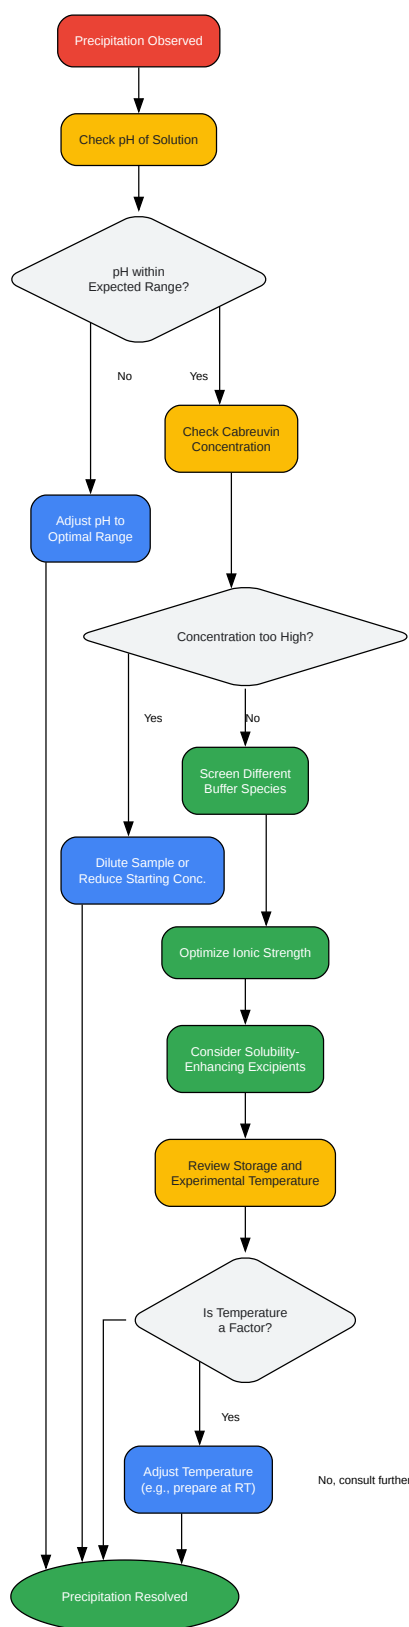 Precipitation Observed
Check pH of Solution
pH within
Expected Range?
No
Yes
Check Cabreuvin
Concentration
Adjust pH to
Optimal Range
Concentration too High?
Yes
No
Screen Different
Buffer Species
Dilute Sample or
Reduce Starting Conc.
Optimize Ionic Strength
Consider Solubility-
Enhancing Excipients
Review Storage and
Experimental Temperature
Is Temperature
a Factor?
Yes
Adjust Temperature
(e.g., prepare at RT)
No, consult further
Precipitation Resolved